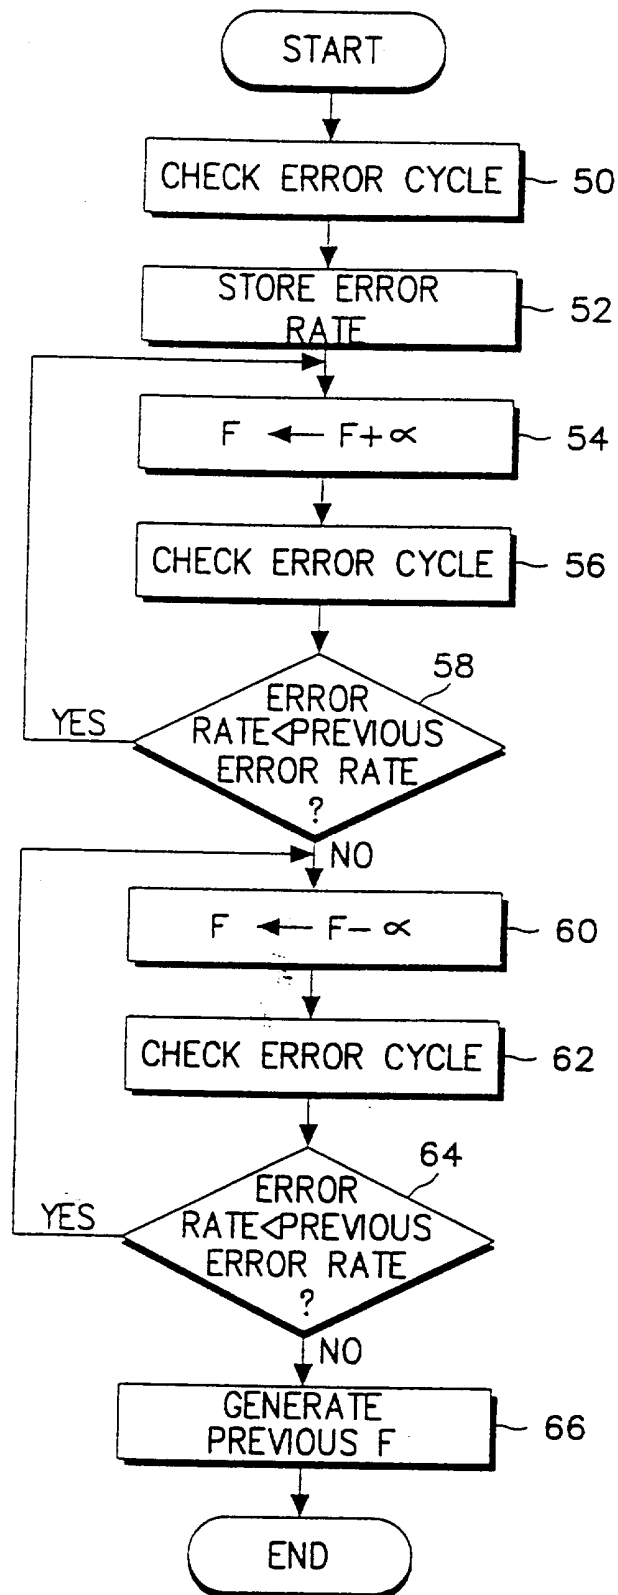 START
CHECK ERROR CYCLE
50
STORE ERROR
RATE
52
F ← F+∝
54
CHECK ERROR CYCLE
56
58
ERROR
RATE<PREVIOUS
ERROR RATE
?
YES
NO
F ← F-∝
60
CHECK ERROR CYCLE
62
64
ERROR
RATE<PREVIOUS
ERROR RATE
?
YES
NO
GENERATE
PREVIOUS F
66
END